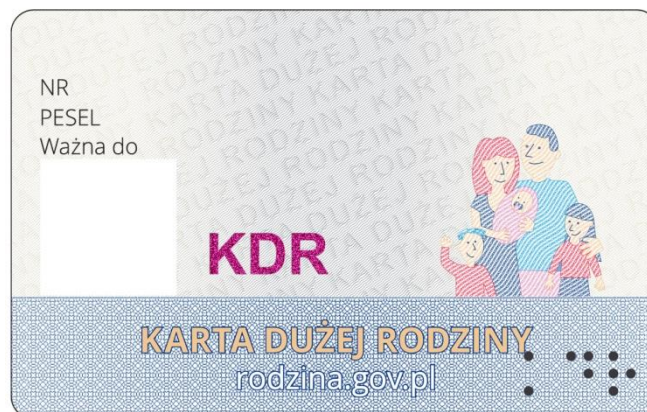 NR
PESEL
Ważna do
KDR
KARTA DUŻEJ RODZINY
rodzina.gov.pl